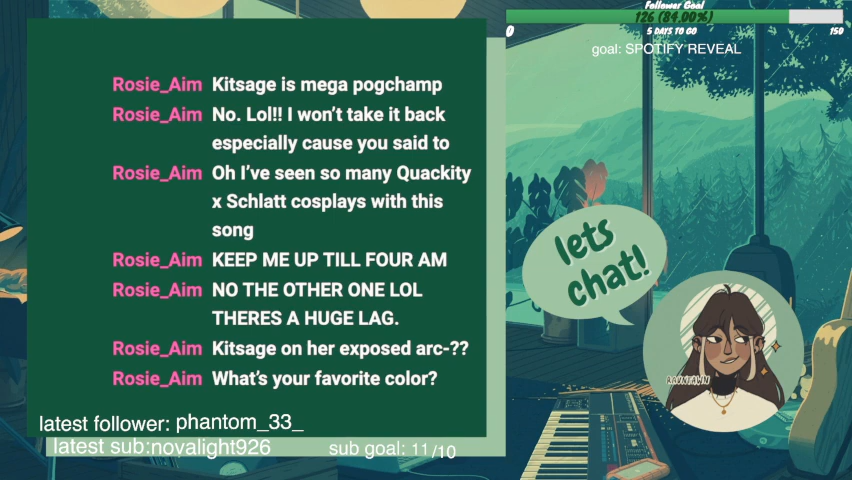 Follower Goal
126 (84.00%)
0 5 DAYS TO GO 150
goal: SPOTIFY REVEAL
Rosie_Aim Kitsage is mega pogchamp
Rosie_Aim No. Lol!! I won’t take it back
especially cause you said to
Rosie_Aim Oh I’ve seen so many Quackity
x Schlatt cosplays with this
song
Rosie_Aim KEEP ME UP TILL FOUR AM
Rosie_Aim NO THE OTHER ONE LOL
THERES A HUGE LAG.
Rosie_Aim Kitsage on her exposed arc-??
Rosie_Aim What’s your favorite color?
lets
chat!
latest follower: phantom_33_
latest sub:novalight926
sub goal: 11/10